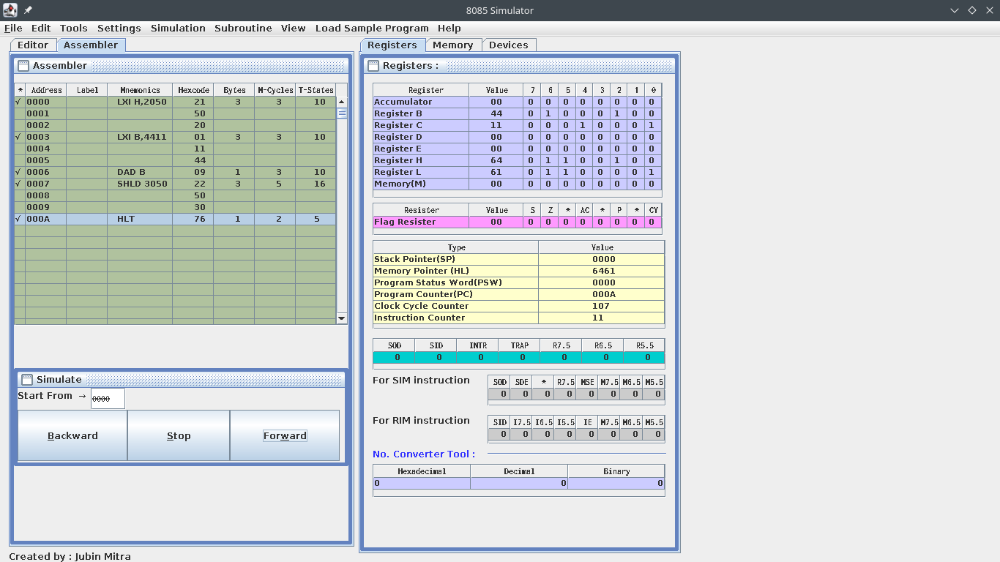 8085 Simulator
File Edit Tools Settings Simulation Subroutine View Load Sample Program Help
Editor Assembler
Assembler
* Address Label Mnemonics Hexcode Bytes M-Cycles T-States
√ 0000 LXI H,2050 21 3 3 10
0001 50
0002 20
√ 0003 LXI B,4411 01 3 3 10
0004 11
0005 44
√ 0006 DAD B 09 1 3 10
√ 0007 SHLD 3050 22 3 5 16
0008 50
0009 30
√ 000A HLT 76 1 2 5
Simulate
Start From → 0000
Backward Stop Forward
Created by : Jubin Mitra
Registers Memory Devices
Registers :
Register Value 7 6 5 4 3 2 1 0
Accumulator 00 0 0 0 0 0 0 0 0
Register B 44 0 1 0 0 0 1 0 0
Register C 11 0 0 0 1 0 0 0 1
Register D 00 0 0 0 0 0 0 0 0
Register E 00 0 0 0 0 0 0 0 0
Register H 64 0 1 1 0 0 1 0 0
Register L 61 0 1 1 0 0 0 0 1
Memory(M) 00 0 0 0 0 0 0 0 0
Resister Value S Z * AC * P * CY
Flag Resister 00 0 0 0 0 0 0 0 0
Type Value
Stack Pointer(SP) 0000
Memory Pointer (HL) 6461
Program Status Word(PSW) 0000
Program Counter(PC) 000A
Clock Cycle Counter 107
Instruction Counter 11
SOD SID INTR TRAP R7.5 R6.5 R5.5
0 0 0 0 0 0 0
For SIM instruction
SOD SDE * R7.5 MSE M7.5 M6.5 M5.5
0 0 0 0 0 0 0 0
For RIM instruction
SID I7.5 I6.5 I5.5 IE M7.5 M6.5 M5.5
0 0 0 0 0 0 0 0
No. Converter Tool :
Hexadecimal Decimal Binary
0 0 0